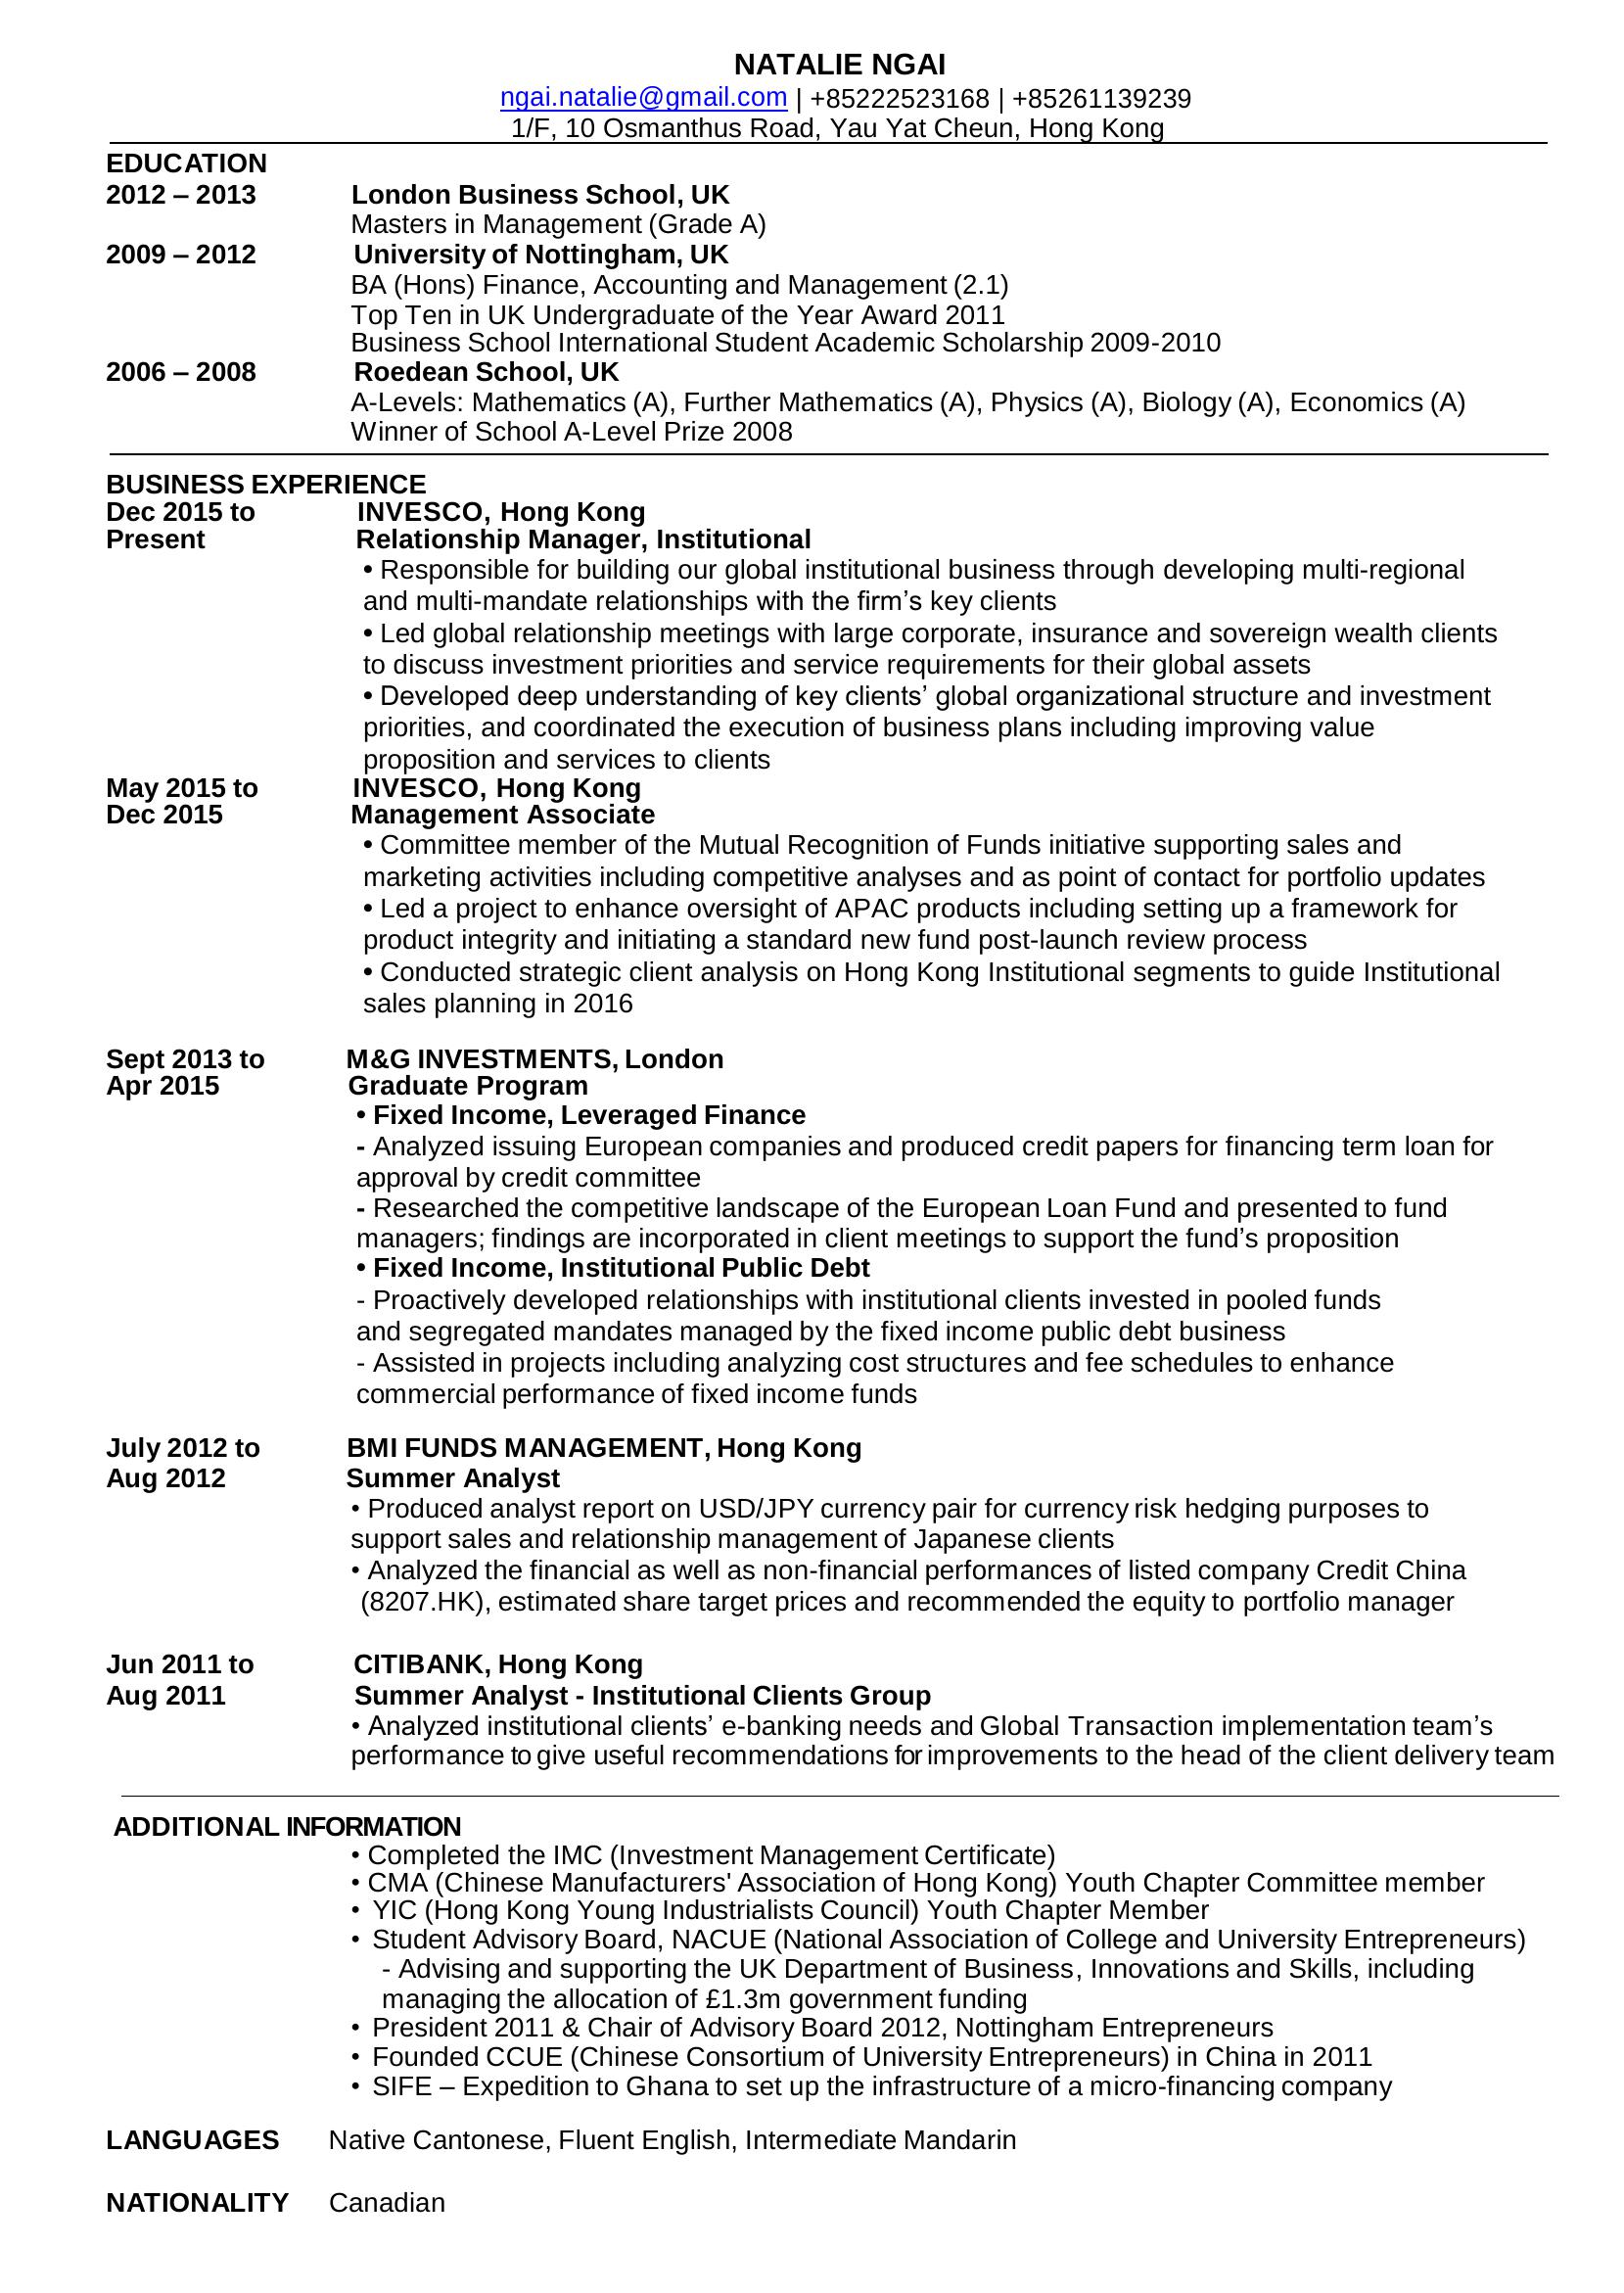 NATALIE NGAI
ngai.natalie@gmail.com | +85222523168 | +85261139239
1/F, 10 Osmanthus Road, Yau Yat Cheun, Hong Kong
EDUCATION
2012 – 2013 London Business School, UK
Masters in Management (Grade A)
2009 – 2012 University of Nottingham, UK
BA (Hons) Finance, Accounting and Management (2.1)
Top Ten in UK Undergraduate of the Year Award 2011
Business School International Student Academic Scholarship 2009-2010
2006 – 2008 Roedean School, UK
A-Levels: Mathematics (A), Further Mathematics (A), Physics (A), Biology (A), Economics (A)
Winner of School A-Level Prize 2008
BUSINESS EXPERIENCE
Dec 2015 to INVESCO, Hong Kong
Present Relationship Manager, Institutional
• Responsible for building our global institutional business through developing multi-regional
and multi-mandate relationships with the firm’s key clients
• Led global relationship meetings with large corporate, insurance and sovereign wealth clients
to discuss investment priorities and service requirements for their global assets
• Developed deep understanding of key clients’ global organizational structure and investment
priorities, and coordinated the execution of business plans including improving value
proposition and services to clients
May 2015 to INVESCO, Hong Kong
Dec 2015 Management Associate
• Committee member of the Mutual Recognition of Funds initiative supporting sales and
marketing activities including competitive analyses and as point of contact for portfolio updates
• Led a project to enhance oversight of APAC products including setting up a framework for
product integrity and initiating a standard new fund post-launch review process
• Conducted strategic client analysis on Hong Kong Institutional segments to guide Institutional
sales planning in 2016
Sept 2013 to M&G INVESTMENTS, London
Apr 2015 Graduate Program
• Fixed Income, Leveraged Finance
- Analyzed issuing European companies and produced credit papers for financing term loan for
approval by credit committee
- Researched the competitive landscape of the European Loan Fund and presented to fund
managers; findings are incorporated in client meetings to support the fund’s proposition
• Fixed Income, Institutional Public Debt
- Proactively developed relationships with institutional clients invested in pooled funds
and segregated mandates managed by the fixed income public debt business
- Assisted in projects including analyzing cost structures and fee schedules to enhance
commercial performance of fixed income funds
July 2012 to BMI FUNDS MANAGEMENT, Hong Kong
Aug 2012 Summer Analyst
• Produced analyst report on USD/JPY currency pair for currency risk hedging purposes to
support sales and relationship management of Japanese clients
• Analyzed the financial as well as non-financial performances of listed company Credit China
(8207.HK), estimated share target prices and recommended the equity to portfolio manager
Jun 2011 to CITIBANK, Hong Kong
Aug 2011 Summer Analyst - Institutional Clients Group
• Analyzed institutional clients’ e-banking needs and Global Transaction implementation team’s
performance to give useful recommendations for improvements to the head of the client delivery team
ADDITIONAL INFORMATION
• Completed the IMC (Investment Management Certificate)
• CMA (Chinese Manufacturers' Association of Hong Kong) Youth Chapter Committee member
• YIC (Hong Kong Young Industrialists Council) Youth Chapter Member
• Student Advisory Board, NACUE (National Association of College and University Entrepreneurs)
- Advising and supporting the UK Department of Business, Innovations and Skills, including
managing the allocation of £1.3m government funding
• President 2011 & Chair of Advisory Board 2012, Nottingham Entrepreneurs
• Founded CCUE (Chinese Consortium of University Entrepreneurs) in China in 2011
• SIFE – Expedition to Ghana to set up the infrastructure of a micro-financing company
LANGUAGES Native Cantonese, Fluent English, Intermediate Mandarin
NATIONALITY Canadian